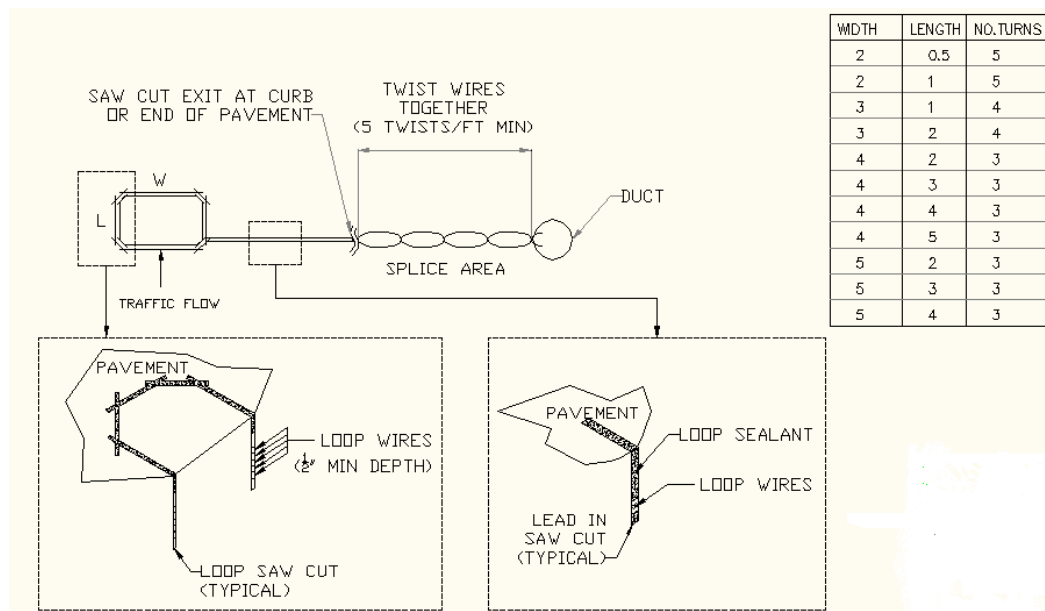 SAW CUT EXIT AT CURB
OR END OF PAVEMENT
TWIST WIRES
TOGETHER
(5 TWISTS/FT MIN)
W
L
DUCT
SPLICE AREA
TRAFFIC FLOW
WIDTH LENGTH NO.TURNS
2 0.5 5
2 1 5
3 1 4
3 2 4
4 2 3
4 3 3
4 4 3
4 5 3
5 2 3
5 3 3
5 4 3
PAVEMENT
LOOP WIRES
(½" MIN DEPTH)
LOOP SAW CUT
(TYPICAL)
PAVEMENT
LOOP SEALANT
LOOP WIRES
LEAD IN
SAW CUT
(TYPICAL)